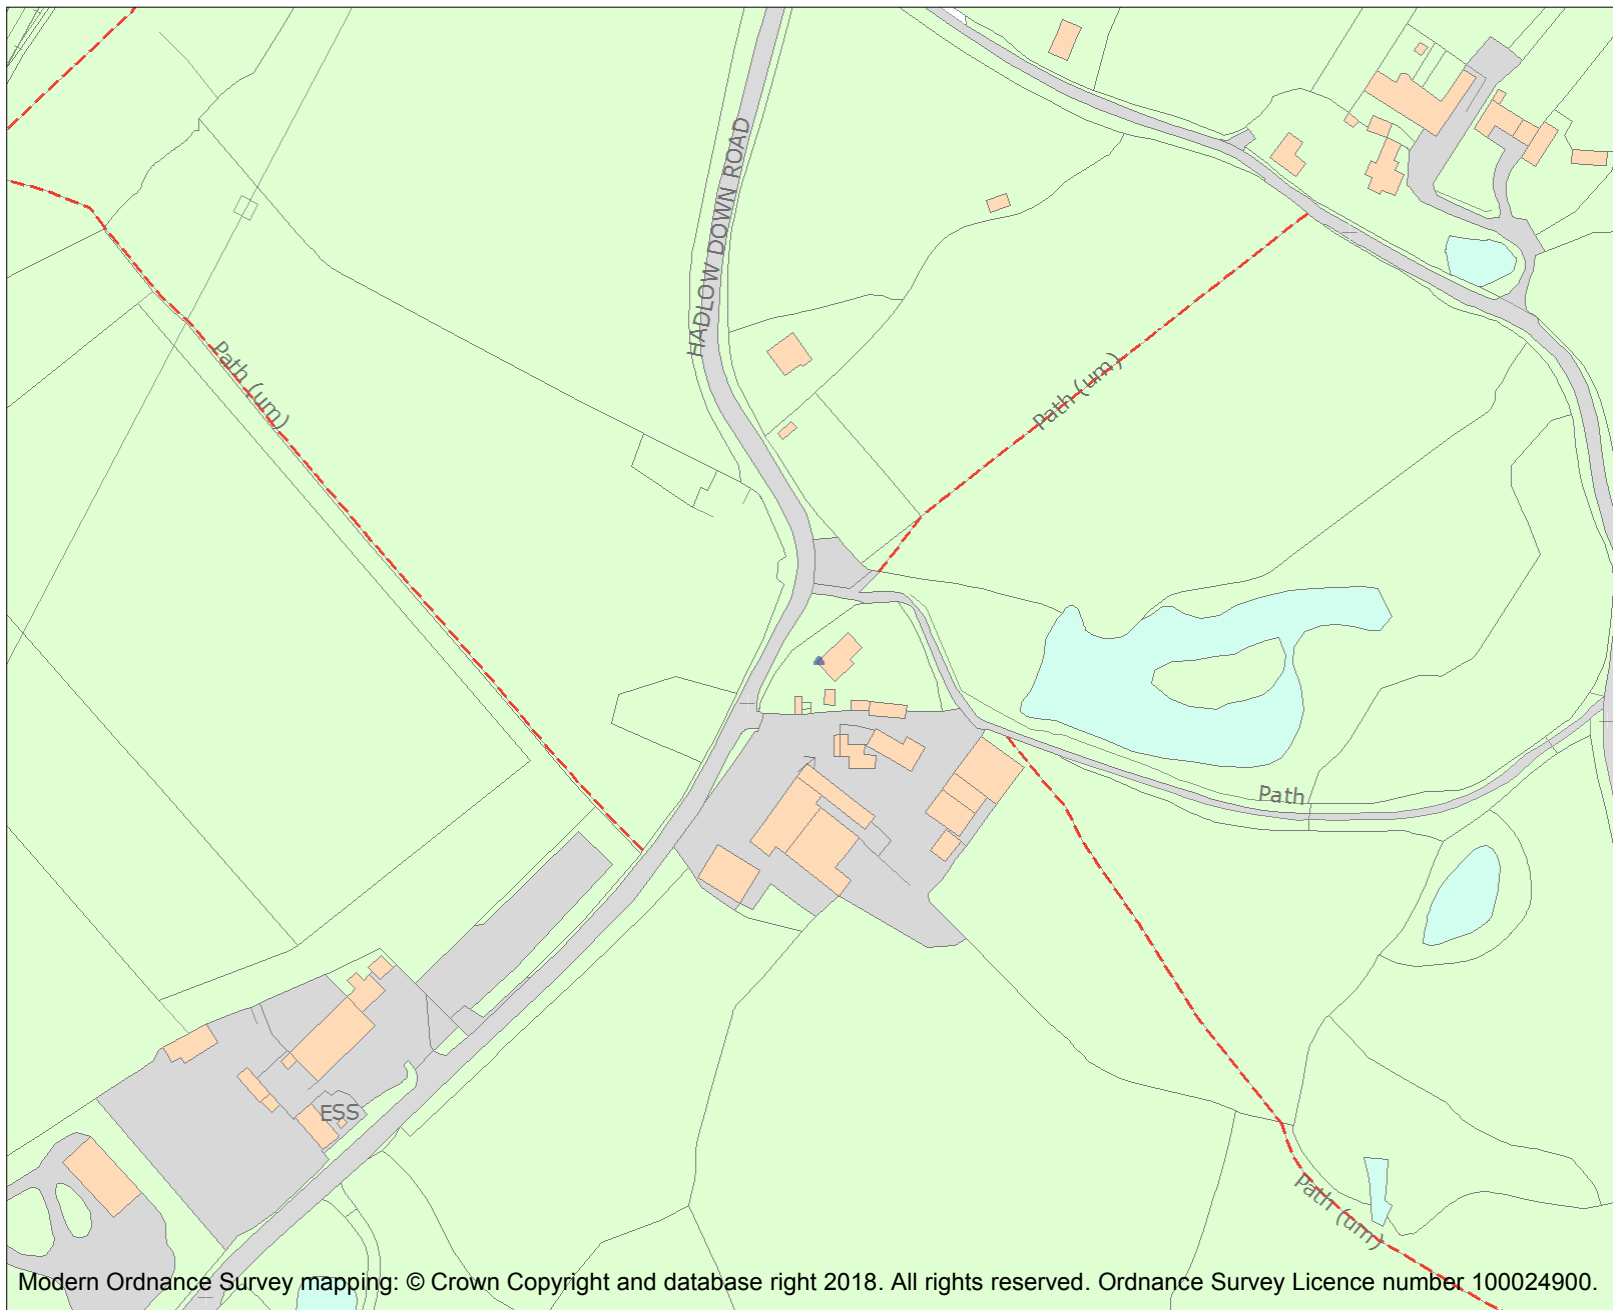 HADLOW DOWN ROAD
Path (um)
Path (um)
Path
ESS
Path (um)
Modern Ordnance Survey mapping: © Crown Copyright and database right 2018. All rights reserved. Ordnance Survey Licence number 100024900.